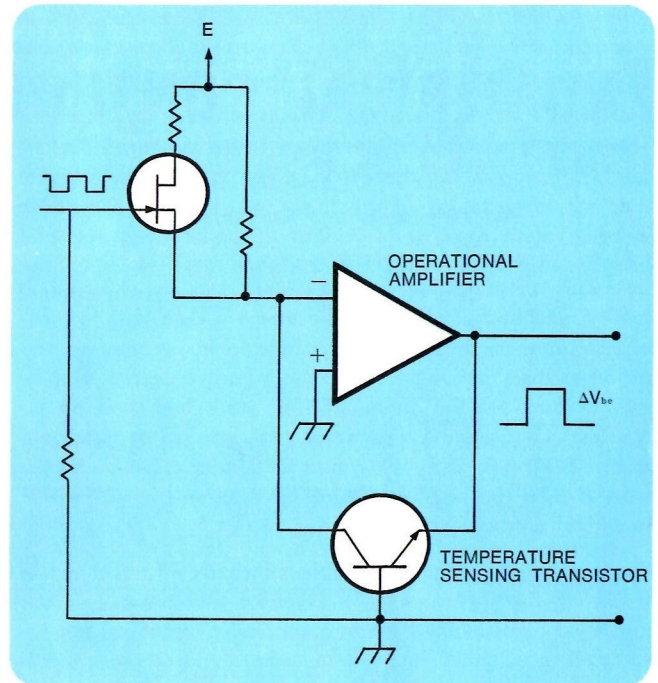 E
OPERATIONAL
AMPLIFIER
−
+
ΔVbe
TEMPERATURE
SENSING TRANSISTOR